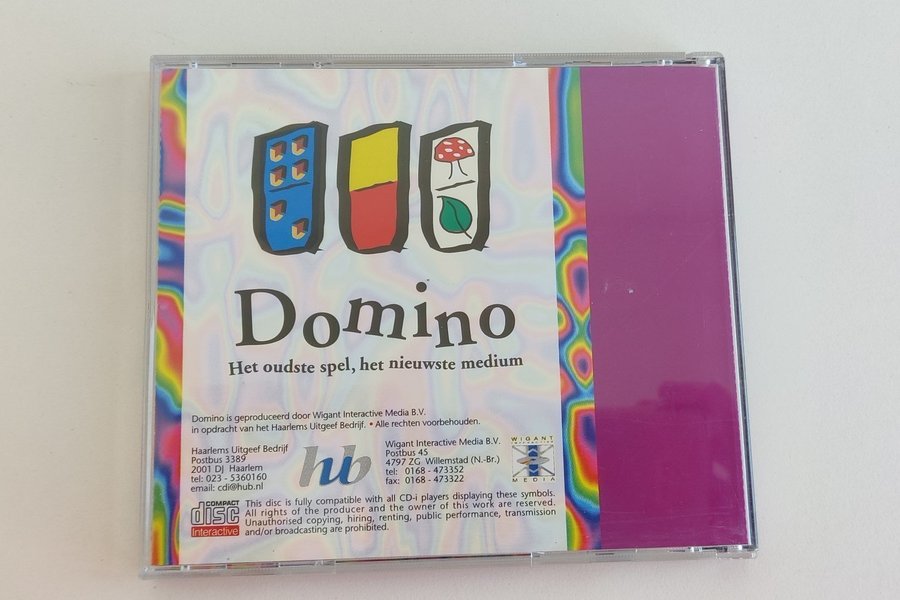 Domino
Het oudste spel, het nieuwste medium
Domino is geproduceerd door Wigant Interactive Media B.V.
in opdracht van het Haarlems Uitgeef Bedrijf. • Alle rechten voorbehouden.
Haarlems Uitgeef Bedrijf
Postbus 3389
2001 DJ Haarlem
tel: 023 - 5360160
email: cdi@hub.nl
hub
Wigant Interactive Media B.V.
Postbus 45
4797 ZG Willemstad (N.-Br.)
tel: 0168 - 473352
fax: 0168 - 473322
WIGANT
INTERACTIVE
MEDIA
COMPACT
disc
Interactive
This disc is fully compatible with all CD-i players displaying these symbols.
All rights of the producer and the owner of this work are reserved.
Unauthorised copying, hiring, renting, public performance, transmission
and/or broadcasting are prohibited.